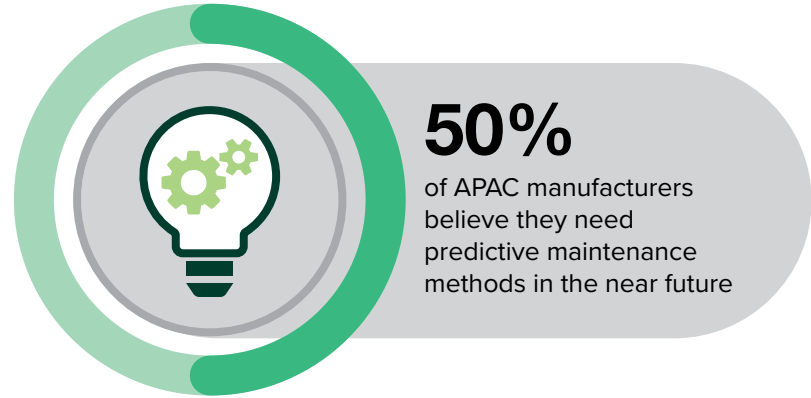 50%
of APAC manufacturers
believe they need
predictive maintenance
methods in the near future